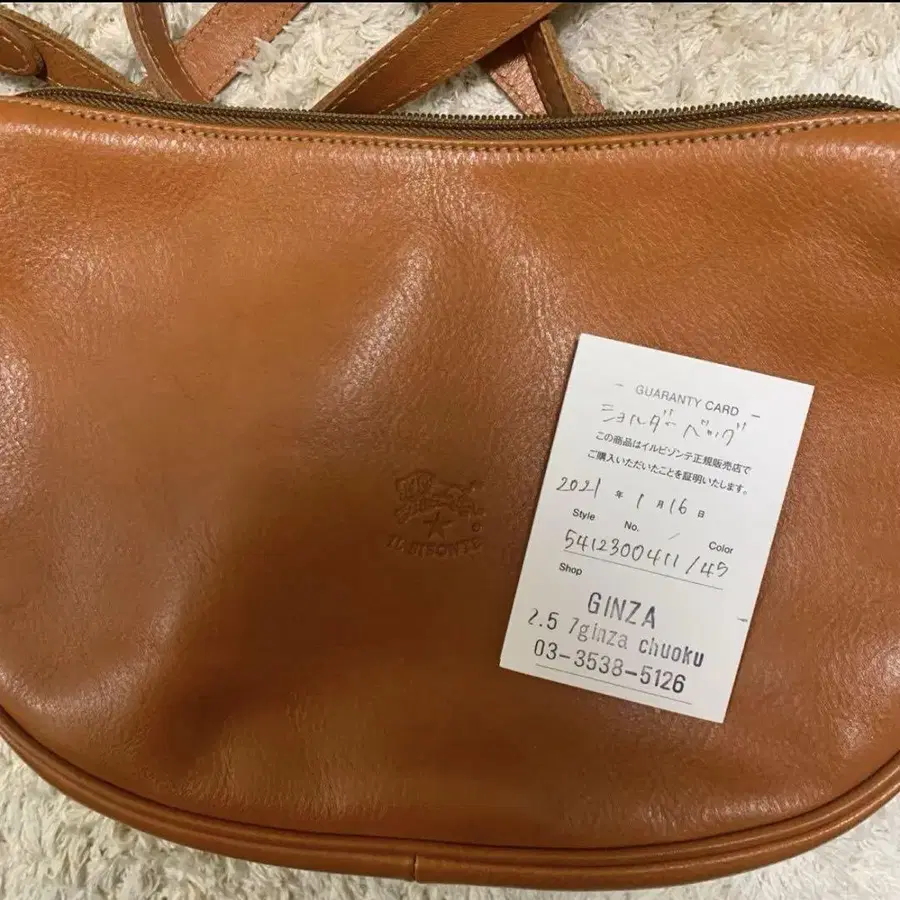 IL BISONTE
- GUARANTY CARD -
ショルダーバッグ
この商品はイルビゾンテ正規販売店で
ご購入いただいたことを証明いたします。
2021 年 1 月 16 日
Style No. Color
5412300411/45
Shop
GINZA
2.5 7ginza chuoku
03-3538-5126